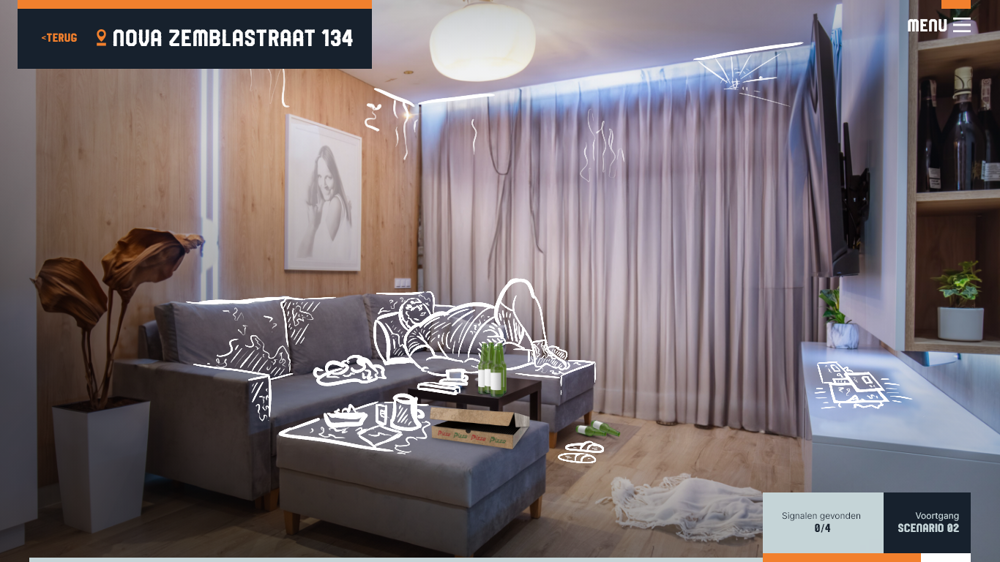 <TERUG
NOVA ZEMBLASTRAAT 134
MENU
Pizza Pizza Pizza Pizza
Signalen gevonden
0/4
Voortgang
SCENARIO 02